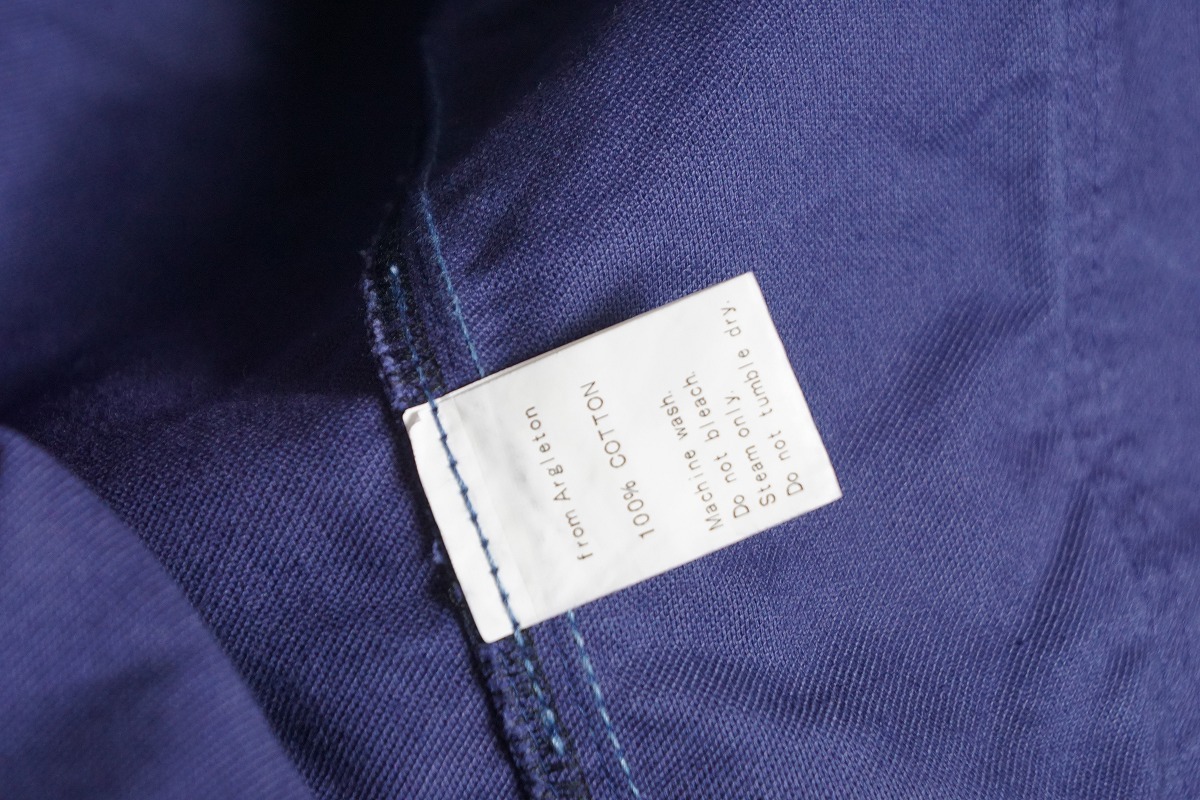 from Argleton
100% COTTON
Machine wash.
Do not bleach.
Steam only.
Do not tumble dry.